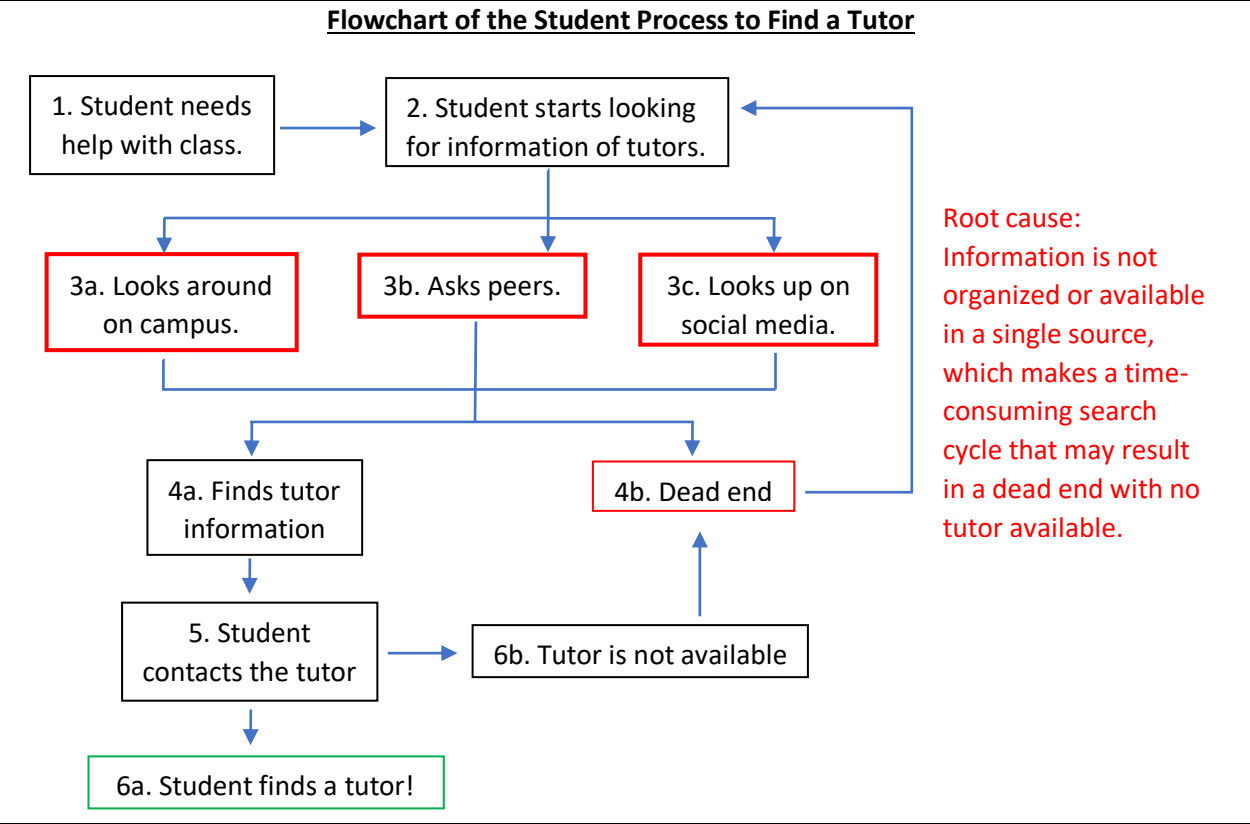 Flowchart of the Student Process to Find a Tutor
1. Student needs
help with class.
2. Student starts looking
for information of tutors.
3a. Looks around
on campus.
3b. Asks peers.
3c. Looks up on
social media.
Root cause:
Information is not
organized or available
in a single source,
which makes a time-
consuming search
cycle that may result
in a dead end with no
tutor available.
4a. Finds tutor
information
4b. Dead end
5. Student
contacts the tutor
6b. Tutor is not available
6a. Student finds a tutor!